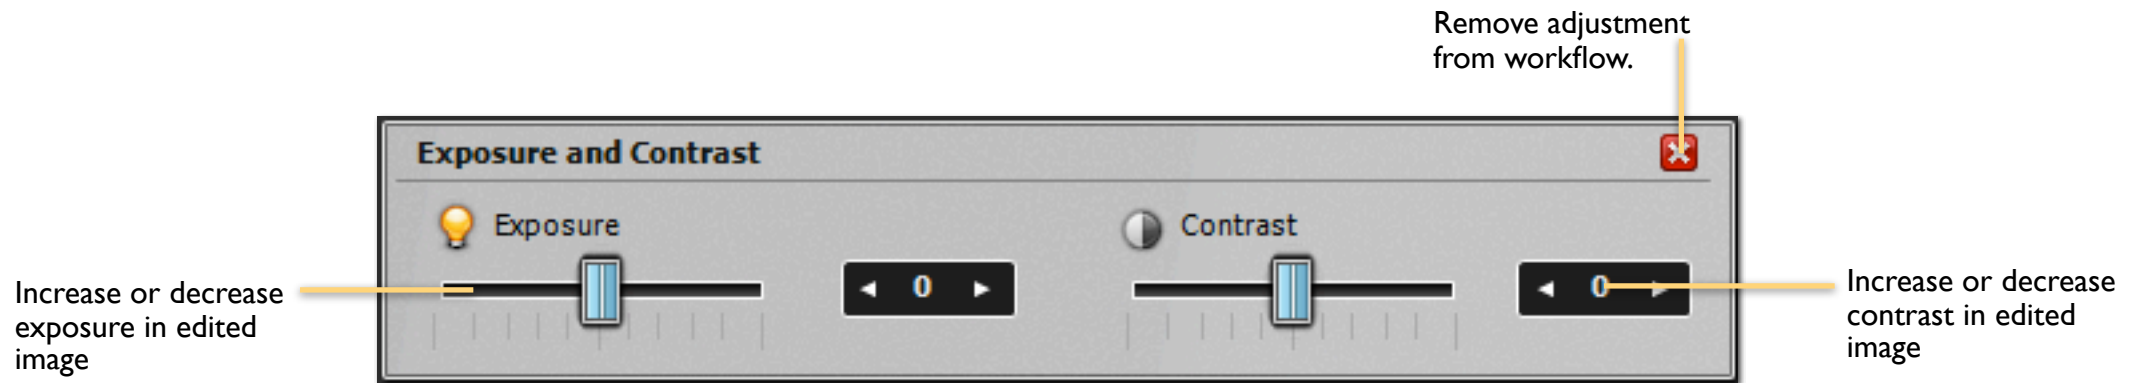 Remove adjustment
from workflow.
Exposure and Contrast
Exposure
Contrast
0
0
Increase or decrease
exposure in edited
image
Increase or decrease
contrast in edited
image